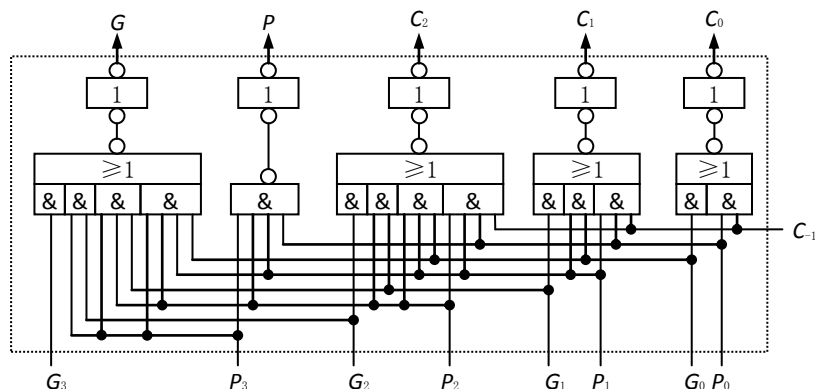 G P C₂ C₁ C₀
1 1 1 1 1
≥1 ≥1 ≥1 ≥1
& & & & & & & & & & & & & &
C₋₁
G₃ P₃ G₂ P₂ G₁ P₁ G₀ P₀